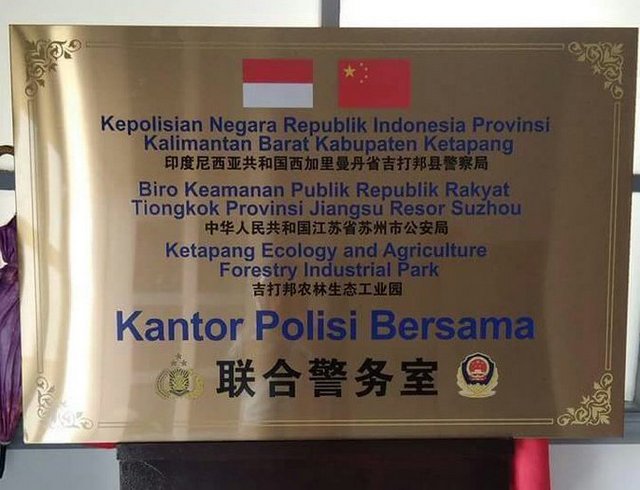 Kepolisian Negara Republik Indonesia Provinsi
Kalimantan Barat Kabupaten Ketapang
印度尼西亚共和国西加里曼丹省吉打邦县警察局
Biro Keamanan Publik Republik Rakyat
Tiongkok Provinsi Jiangsu Resor Suzhou
中华人民共和国江苏省苏州市公安局
Ketapang Ecology and Agriculture
Forestry Industrial Park
吉打邦农林生态工业园
Kantor Polisi Bersama
联合警务室